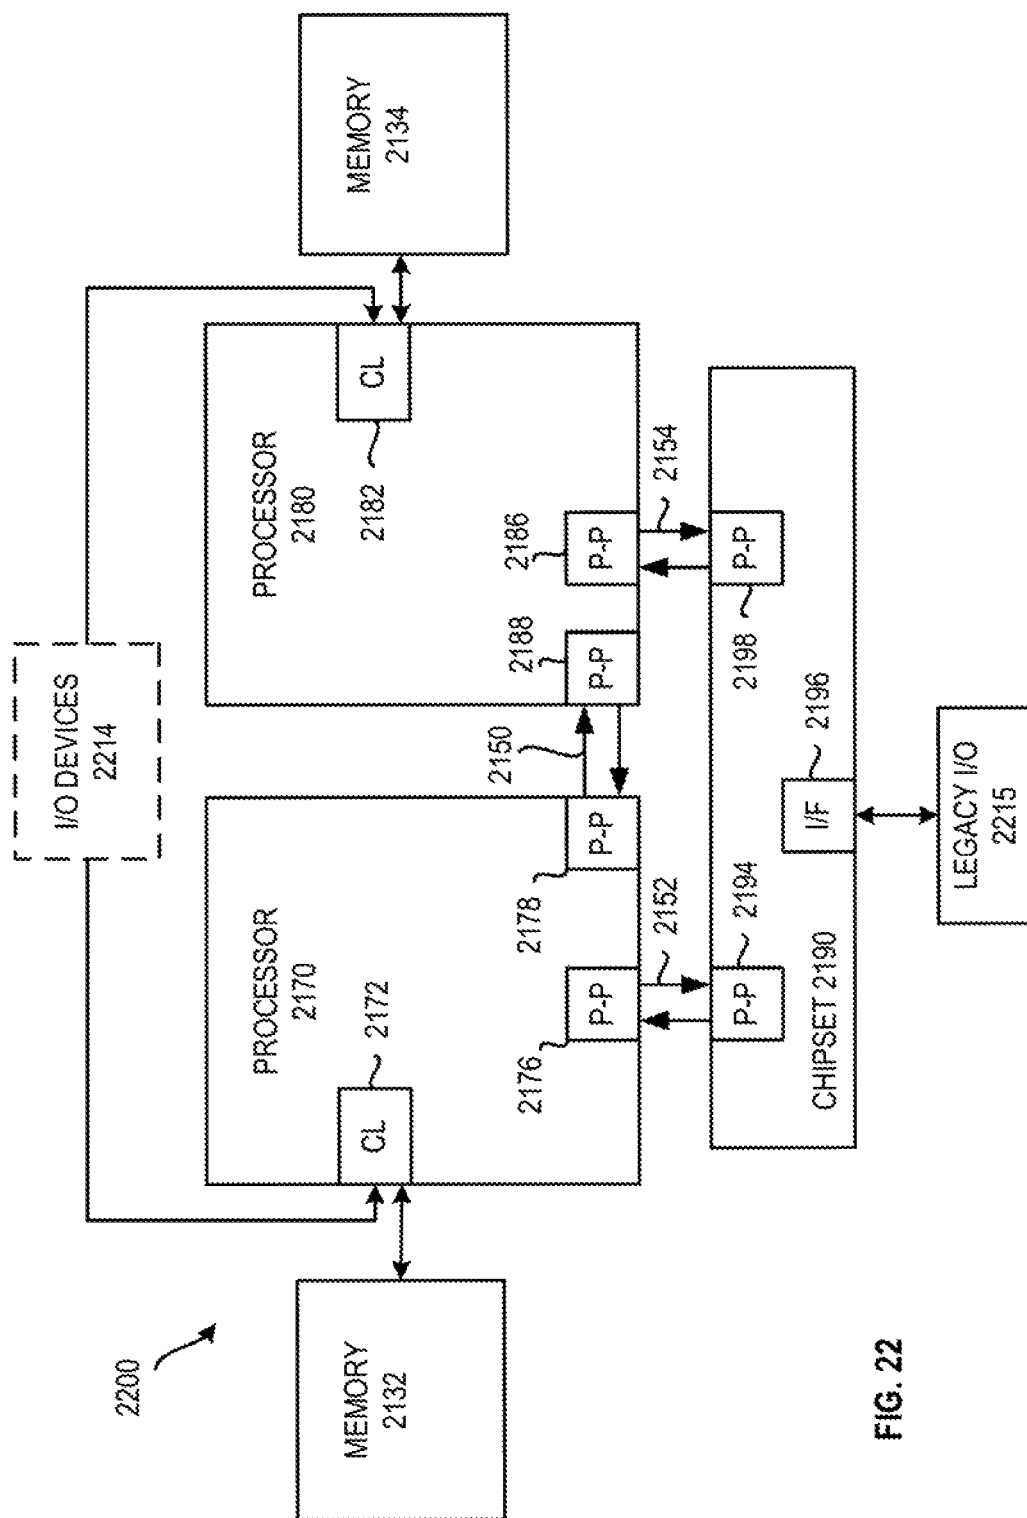 I/O DEVICES
2214
2200
MEMORY
2132
PROCESSOR
2170
CL
2172
P-P
2176
P-P
2178
2150
PROCESSOR
2180
CL
2182
P-P
2188
P-P
2186
MEMORY
2134
2152
2154
CHIPSET 2190
P-P
2194
I/F
2196
P-P
2198
LEGACY I/O
2215
FIG. 22